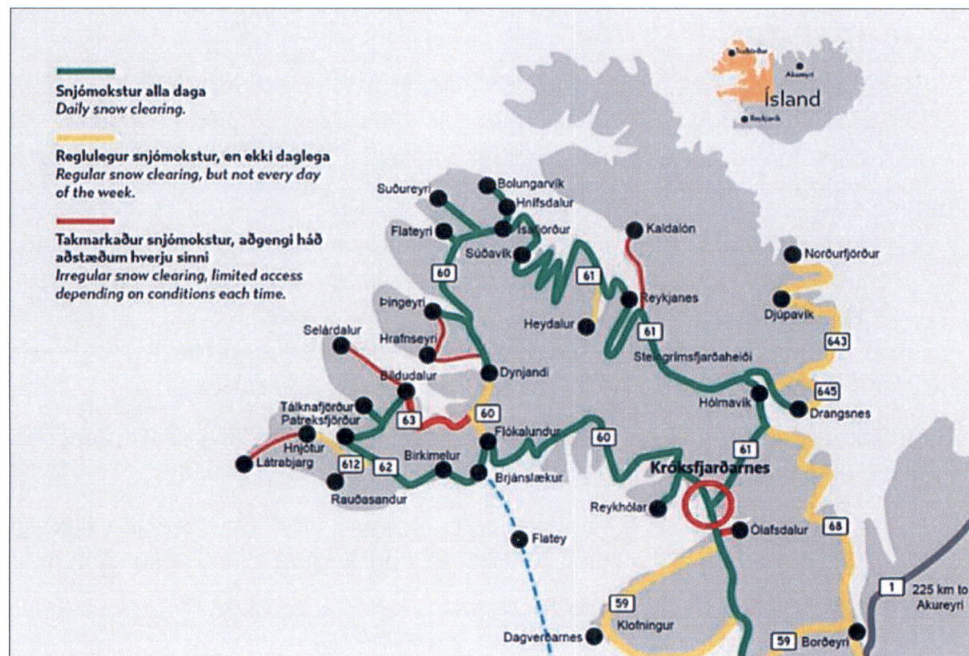 Snjómokstur alla daga
Daily snow clearing.
Reglulegur snjómokstur, en ekki daglega
Regular snow clearing, but not every day
of the week.
Takmarkaður snjómokstur, aðgengi háð
aðstæðum hverju sinni
Irregular snow clearing, limited access
depending on conditions each time.
Ísafjörður
Akureyri
Ísland
Reykjavík
Bolungarvík
Suðureyri
Hnífsdalur
Flateyri
Ísafjörður
Kaldalón
Súðavík
Norðurfjörður
60
61
Reykjanes
Djúpavík
Þingeyri
Heydalur
61
643
Selárdalur
Hrafnseyri
Steingrímsfjarðaheiði
Bíldudalur
Dynjandi
645
Hólmavík
Drangsnes
Tálknafjörður
Patreksfjörður
63
60
Flókalundur
60
61
Hnjótur
Látrabjarg
612
62
Birkimelur
Króksfjarðarnes
Rauðasandur
Brjánslækur
Reykhólar
Ólafsdalur
68
Flatey
1
225 km to
Akureyri
59
Klofningur
Dagverðarnes
59
Borðeyri